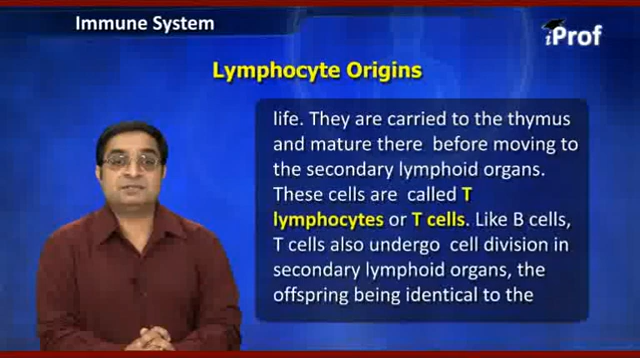 Immune System
iProf
Lymphocyte Origins
life. They are carried to the thymus
and mature there before moving to
the secondary lymphoid organs.
These cells are called T
lymphocytes or T cells. Like B cells,
T cells also undergo cell division in
secondary lymphoid organs, the
offspring being identical to the